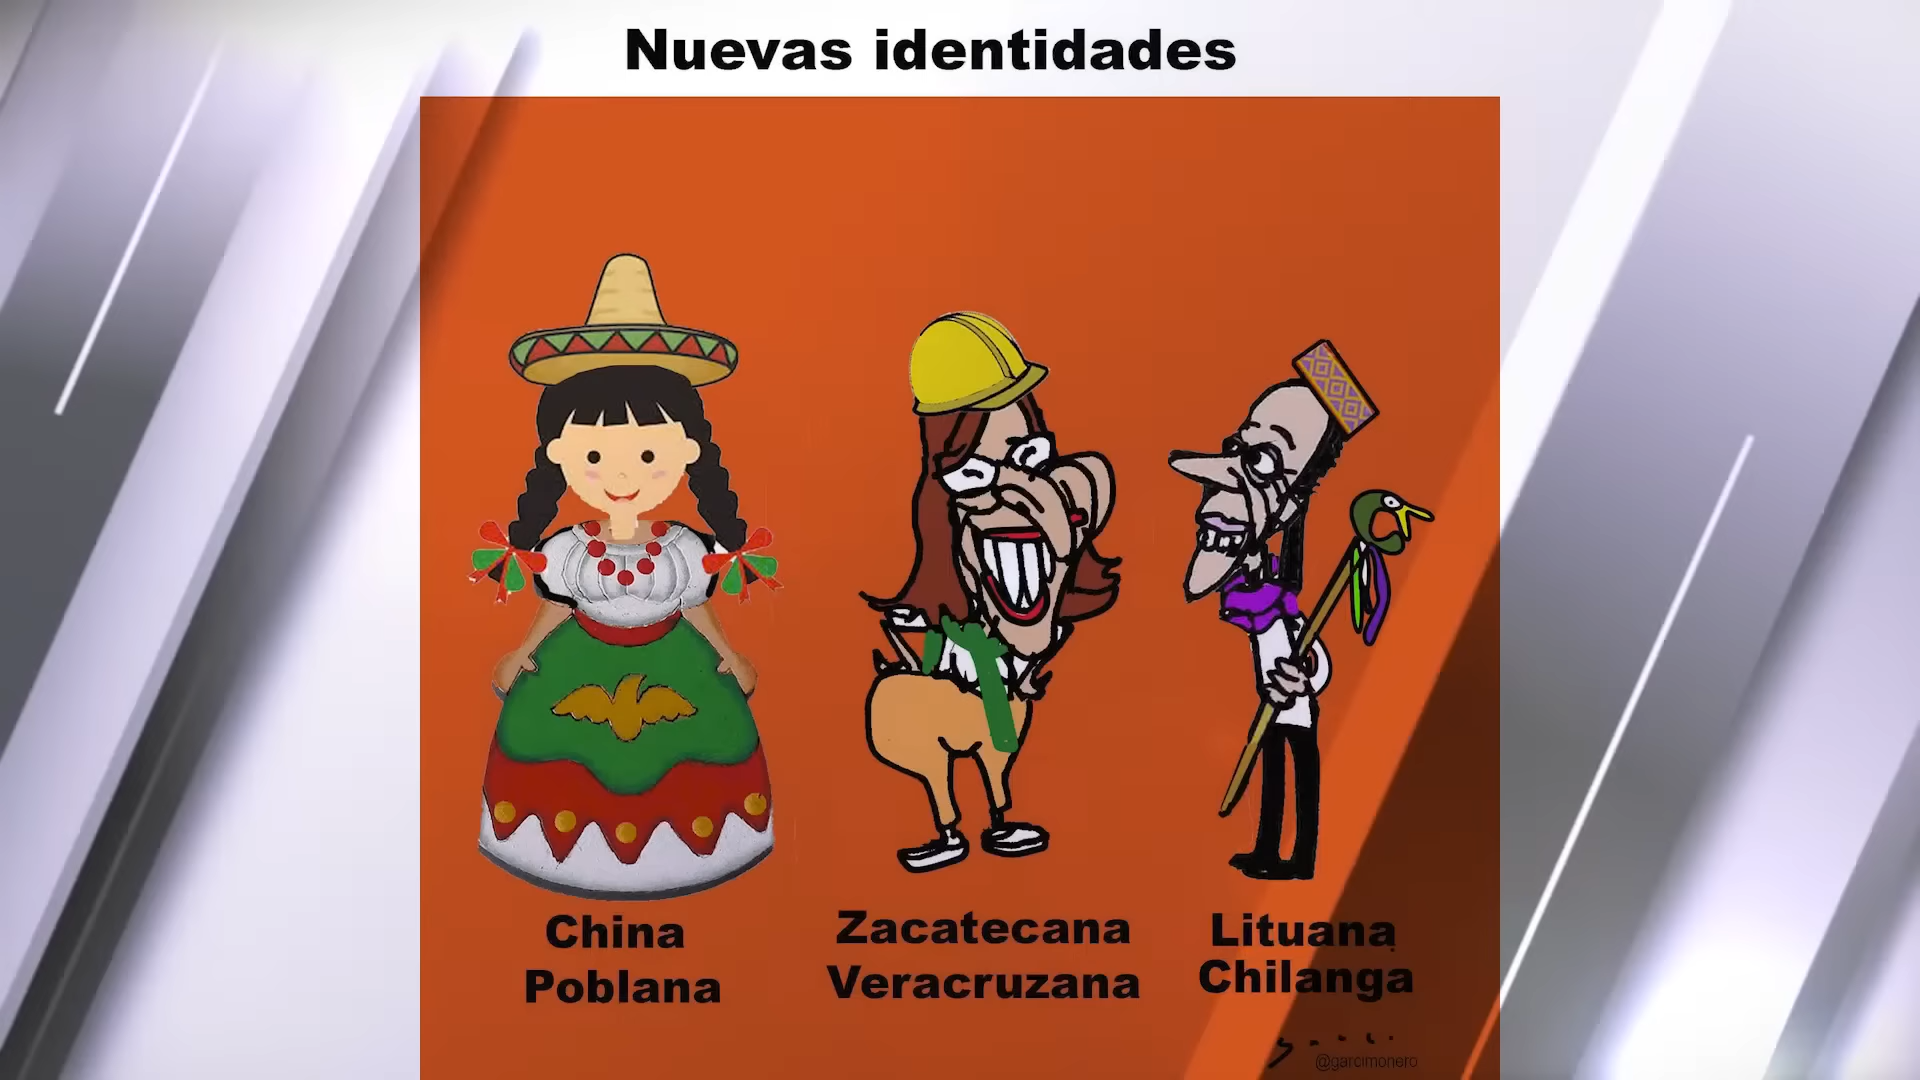 Nuevas identidades
China
Poblana
Zacatecana
Veracruzana
Lituana
Chilanga
@garcimonero